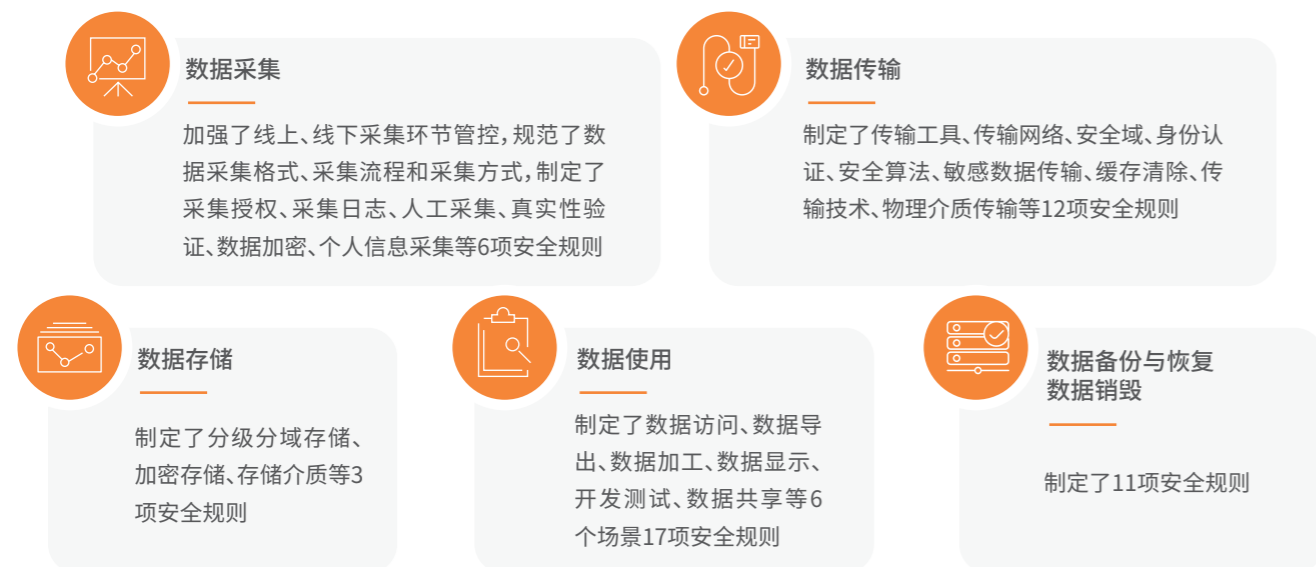 数据采集
加强了线上、线下采集环节管控，规范了数
据采集格式、采集流程和采集方式，制定了
采集授权、采集日志、人工采集、真实性验
证、数据加密、个人信息采集等6项安全规则
数据传输
制定了传输工具、传输网络、安全域、身份认
证、安全算法、敏感数据传输、缓存清除、传
输技术、物理介质传输等12项安全规则
数据存储
制定了分级分域存储、
加密存储、存储介质等3
项安全规则
数据使用
制定了数据访问、数据导
出、数据加工、数据显示、
开发测试、数据共享等6
个场景17项安全规则
数据备份与恢复
数据销毁
制定了11项安全规则